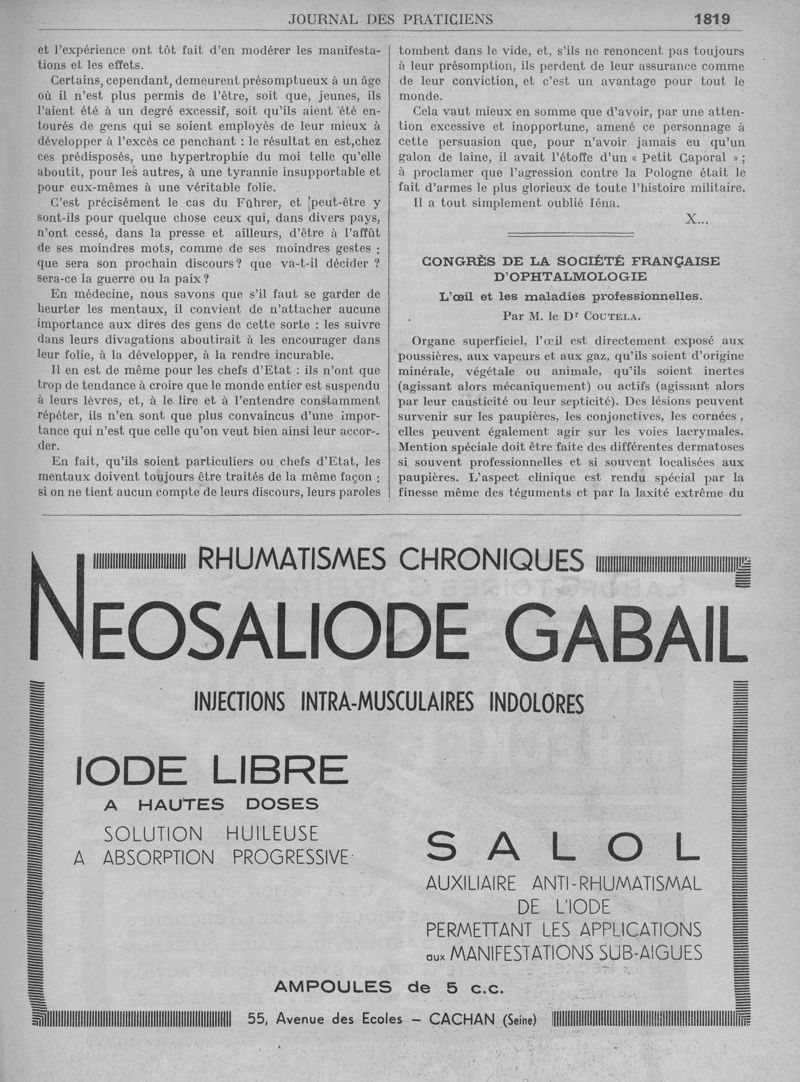 JOURNAL DES PRATICIENS 1819
et l'expérience ont tôt fait d'en modérer les manifesta-
tions et les effets.
Certains, cependant, demeurent présomptueux à un âge
où il n'est plus permis de l'être, soit que, jeunes, ils
l'aient été à un degré excessif, soit qu'ils aient été en-
tourés de gens qui se soient employés de leur mieux à
développer à l'excès ce penchant : le résultat en est,chez
ces prédisposés, une hypertrophie du moi telle qu'elle
aboutit, pour les autres, à une tyrannie insupportable et
pour eux-mêmes à une véritable folie.
C'est précisément le cas du Führer, et [peut-être y
sont-ils pour quelque chose ceux qui, dans divers pays,
n'ont cessé, dans la presse et ailleurs, d'être à l'affût
de ses moindres mots, comme de ses moindres gestes :
que sera son prochain discours? que va-t-il décider ?
sera-ce la guerre ou la paix?
En médecine, nous savons que s'il faut se garder de
heurter les mentaux, il convient de n'attacher aucune
importance aux dires des gens de cette sorte : les suivre
dans leurs divagations aboutirait à les encourager dans
leur folie, à la développer, à la rendre incurable.
Il en est de même pour les chefs d'Etat : ils n'ont que
trop de tendance à croire que le monde entier est suspendu
à leurs lèvres, et, à le lire et à l'entendre constamment
répéter, ils n'en sont que plus convaincus d'une impor-
tance qui n'est que celle qu'on veut bien ainsi leur accor-
der.
En fait, qu'ils soient particuliers ou chefs d'Etat, les
mentaux doivent toujours être traités de la même façon :
si on ne tient aucun compte de leurs discours, leurs paroles
tombent dans le vide, et, s'ils ne renoncent pas toujours
à leur présomption, ils perdent de leur assurance comme
de leur conviction, et c'est un avantage pour tout le
monde.
Cela vaut mieux en somme que d'avoir, par une atten-
tion excessive et inopportune, amené ce personnage à
cette persuasion que, pour n'avoir jamais eu qu'un
galon de laine, il avait l'étoffe d'un « Petit Caporal » ;
à proclamer que l'agression contre la Pologne était le
fait d'armes le plus glorieux de toute l'histoire militaire.
Il a tout simplement oublié Iéna.
X...
CONGRÈS DE LA SOCIÉTÉ FRANÇAISE
D'OPHTALMOLOGIE
L'œil et les maladies professionnelles.
Par M. le Dr COUTELA.
Organe superficiel, l'œil est directement exposé aux
poussières, aux vapeurs et aux gaz, qu'ils soient d'origine
minérale, végétale ou animale, qu'ils soient inertes
(agissant alors mécaniquement) ou actifs (agissant alors
par leur causticité ou leur septicité). Des lésions peuvent
survenir sur les paupières, les conjonctives, les cornées,
elles peuvent également agir sur les voies lacrymales.
Mention spéciale doit être faite des différentes dermatoses
si souvent professionnelles et si souvent localisées aux
paupières. L'aspect clinique est rendu spécial par la
finesse même des téguments et par la laxité extrême du
RHUMATISMES CHRONIQUES
NEOSALIODE GABAIL
INJECTIONS INTRA-MUSCULAIRES INDOLORES
IODE LIBRE
A HAUTES DOSES
SOLUTION HUILEUSE
A ABSORPTION PROGRESSIVE
SALOL
AUXILIAIRE ANTI-RHUMATISMAL
DE L'IODE
PERMETTANT LES APPLICATIONS
aux MANIFESTATIONS SUB-AIGUES
AMPOULES de 5 c.c.
55, Avenue des Ecoles – CACHAN (Seine)